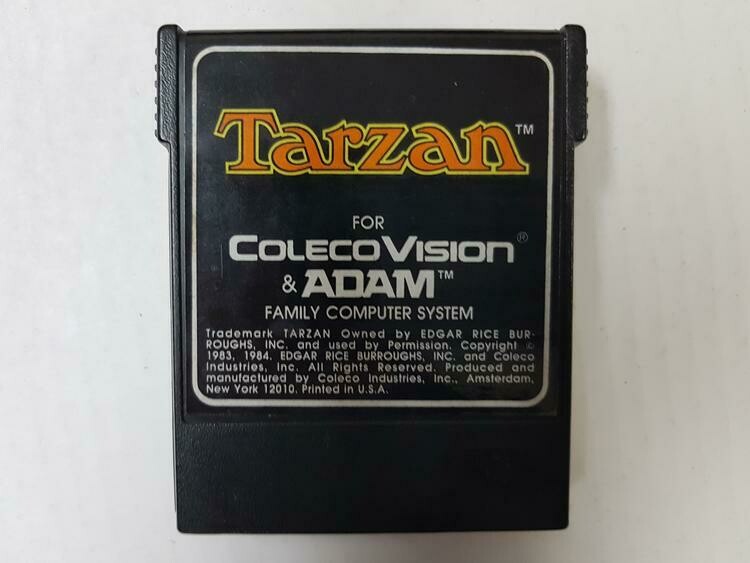 Tarzan™
FOR
COLECOVISION®
& ADAM™
FAMILY COMPUTER SYSTEM
Trademark TARZAN Owned by EDGAR RICE BUR-
ROUGHS, INC. and used by Permission. Copyright ©
1983, 1984. EDGAR RICE BURROUGHS, INC. and Coleco
Industries, Inc. All Rights Reserved. Produced and
manufactured by Coleco Industries, Inc., Amsterdam,
New York 12010. Printed in U.S.A.